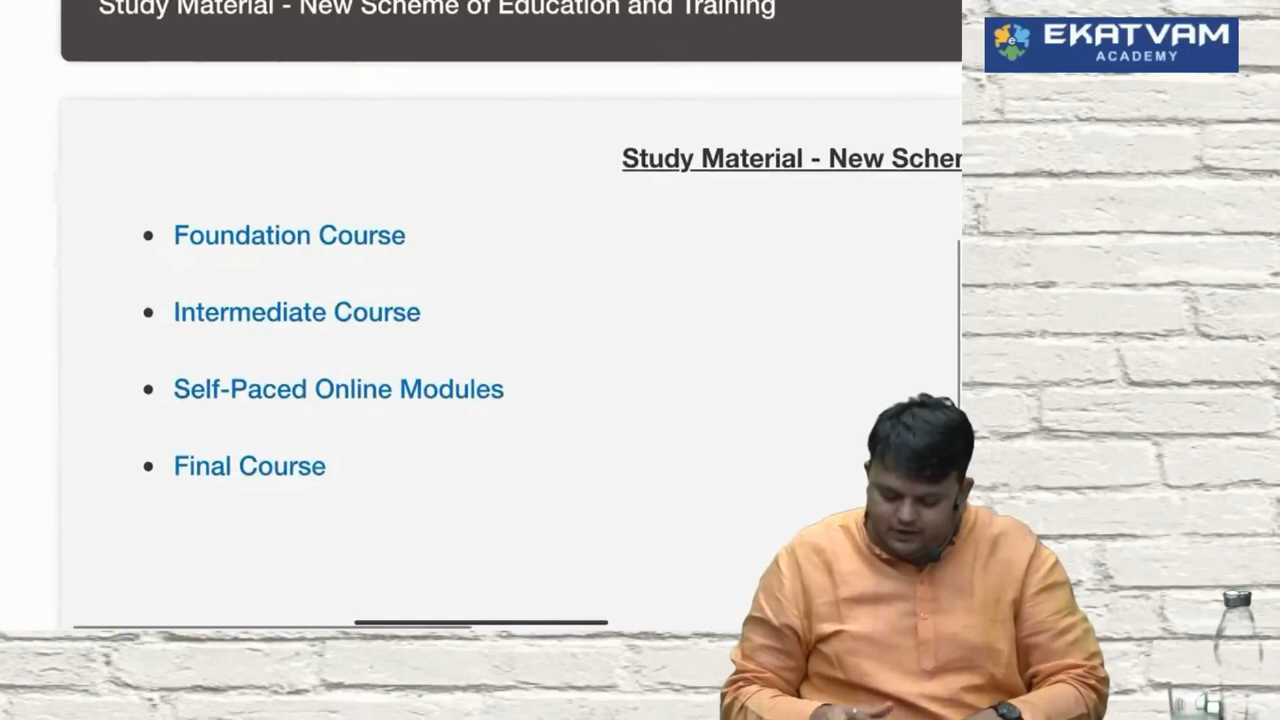 Study Material - New Scheme of Education and Training
EKATVAM
ACADEMY
Study Material - New Schem
Foundation Course
Intermediate Course
Self-Paced Online Modules
Final Course